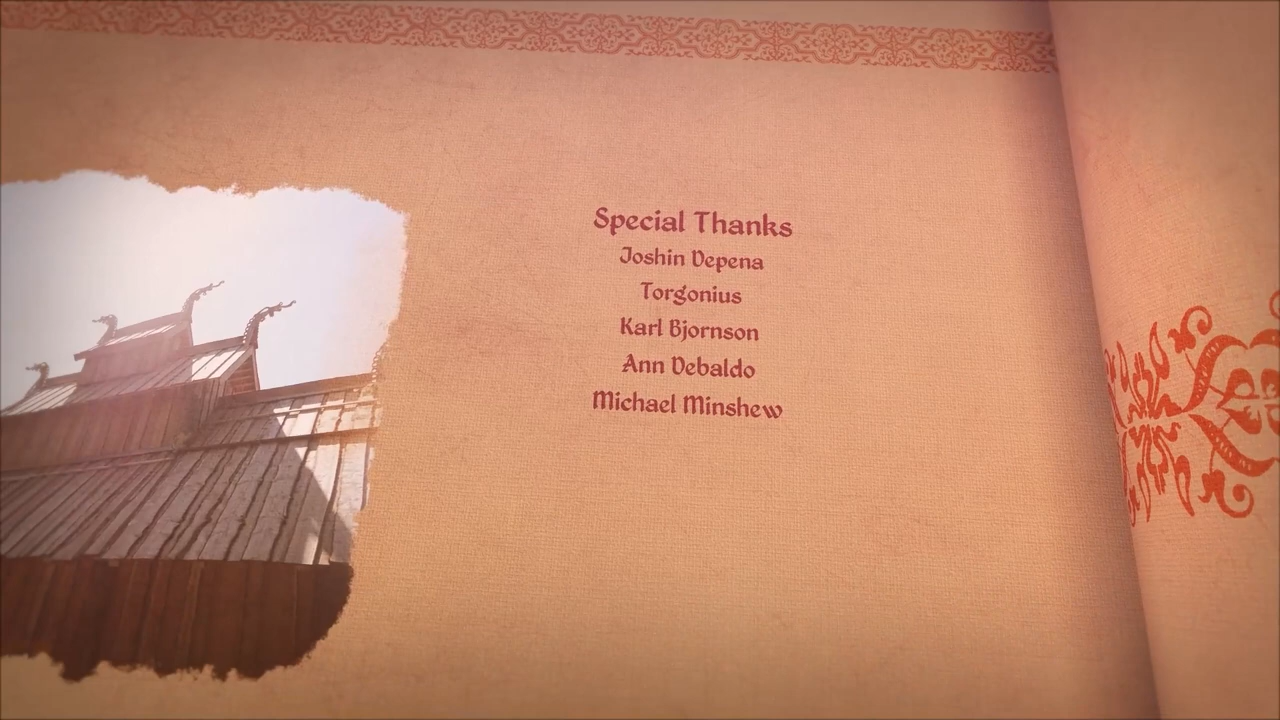 Special Thanks
Joshin Depena
Torgonius
Karl Bjornson
Ann Debaldo
Michael Minshew